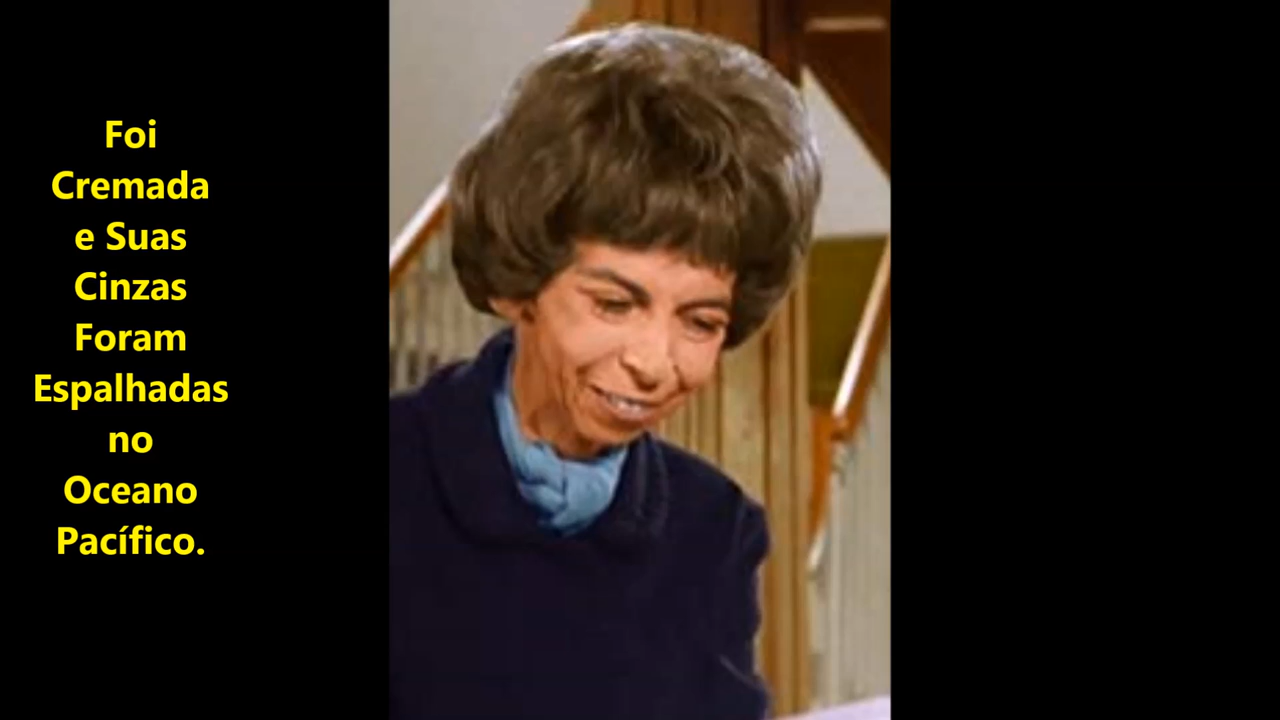 Foi
Cremada
e Suas
Cinzas
Foram
Espalhadas
no
Oceano
Pacífico.